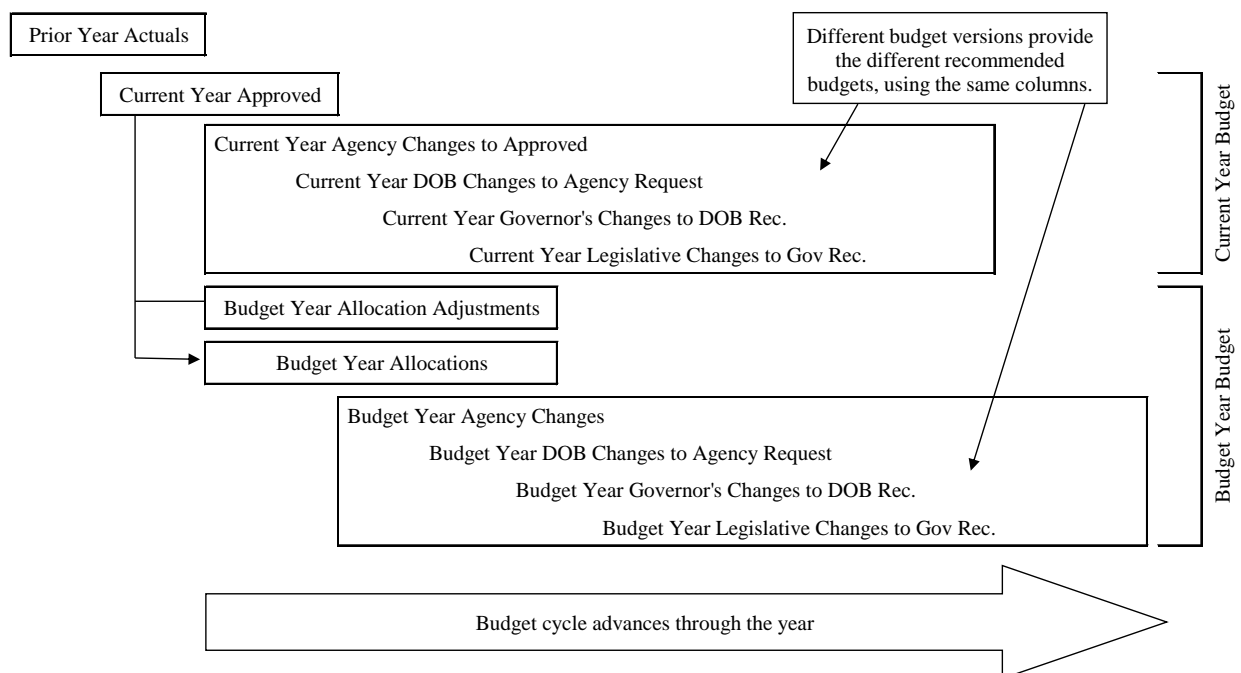 Prior Year Actuals
Different budget versions provide
the different recommended
budgets, using the same columns.
Current Year Approved
Current Year Agency Changes to Approved
Current Year DOB Changes to Agency Request
Current Year Governor's Changes to DOB Rec.
Current Year Legislative Changes to Gov Rec.
Current Year Budget
Budget Year Allocation Adjustments
Budget Year Allocations
Budget Year Agency Changes
Budget Year DOB Changes to Agency Request
Budget Year Governor's Changes to DOB Rec.
Budget Year Legislative Changes to Gov Rec.
Budget Year Budget
Budget cycle advances through the year